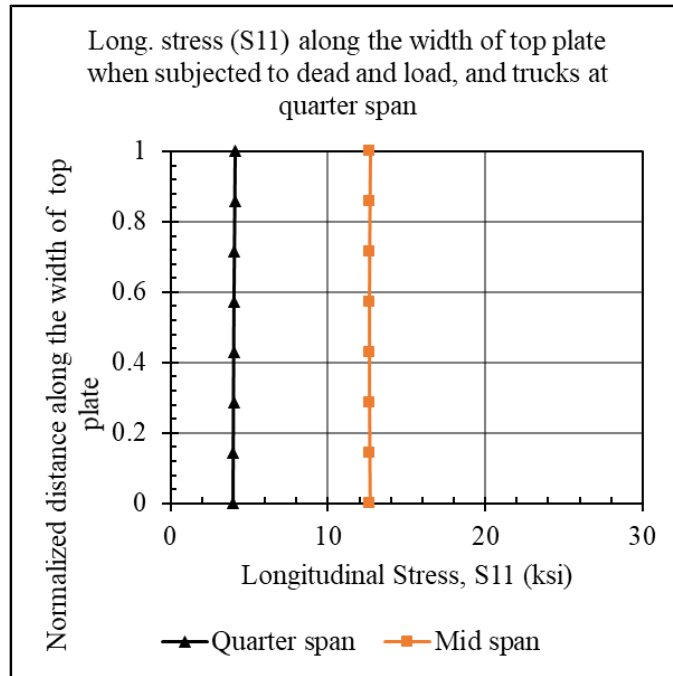 Long. stress (S11) along the width of top plate
when subjected to dead and load, and trucks at
quarter span
Normalized distance along the width of top
plate
1
0.8
0.6
0.4
0.2
0
0 10 20 30
Longitudinal Stress, S11 (ksi)
Quarter span Mid span